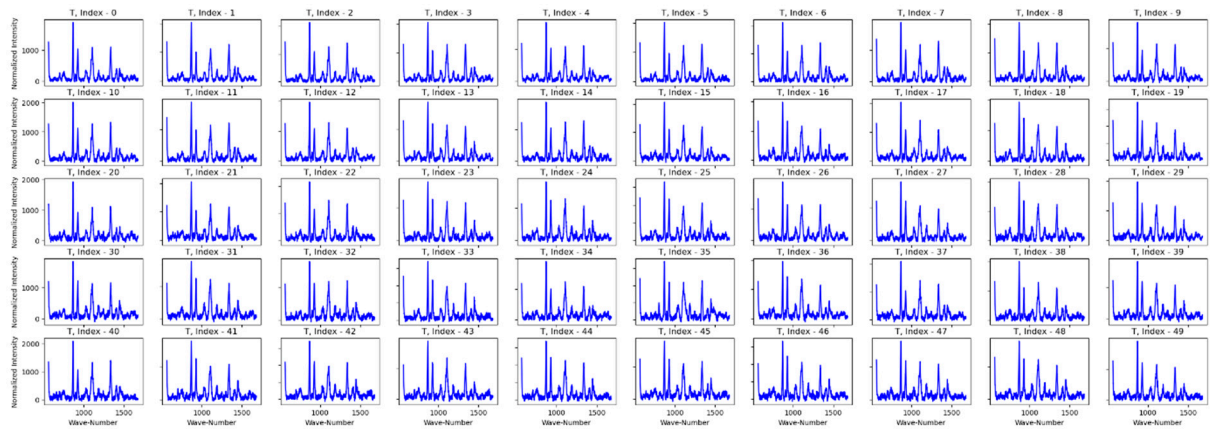 T, Index - 0 T, Index - 1 T, Index - 2 T, Index - 3 T, Index - 4 T, Index - 5 T, Index - 6 T, Index - 7 T, Index - 8 T, Index - 9
Normalized Intensity
1000
0
T, Index - 10 T, Index - 11 T, Index - 12 T, Index - 13 T, Index - 14 T, Index - 15 T, Index - 16 T, Index - 17 T, Index - 18 T, Index - 19
Normalized Intensity
2000
1000
0
T, Index - 20 T, Index - 21 T, Index - 22 T, Index - 23 T, Index - 24 T, Index - 25 T, Index - 26 T, Index - 27 T, Index - 28 T, Index - 29
Normalized Intensity
2000
1000
0
T, Index - 30 T, Index - 31 T, Index - 32 T, Index - 33 T, Index - 34 T, Index - 35 T, Index - 36 T, Index - 37 T, Index - 38 T, Index - 39
Normalized Intensity
1000
0
T, Index - 40 T, Index - 41 T, Index - 42 T, Index - 43 T, Index - 44 T, Index - 45 T, Index - 46 T, Index - 47 T, Index - 48 T, Index - 49
Normalized Intensity
2000
1000
0
1000 1500 1000 1500 1000 1500 1000 1500 1000 1500 1000 1500 1000 1500 1000 1500 1000 1500 1000 1500
Wave-Number Wave-Number Wave-Number Wave-Number Wave-Number Wave-Number Wave-Number Wave-Number Wave-Number Wave-Number